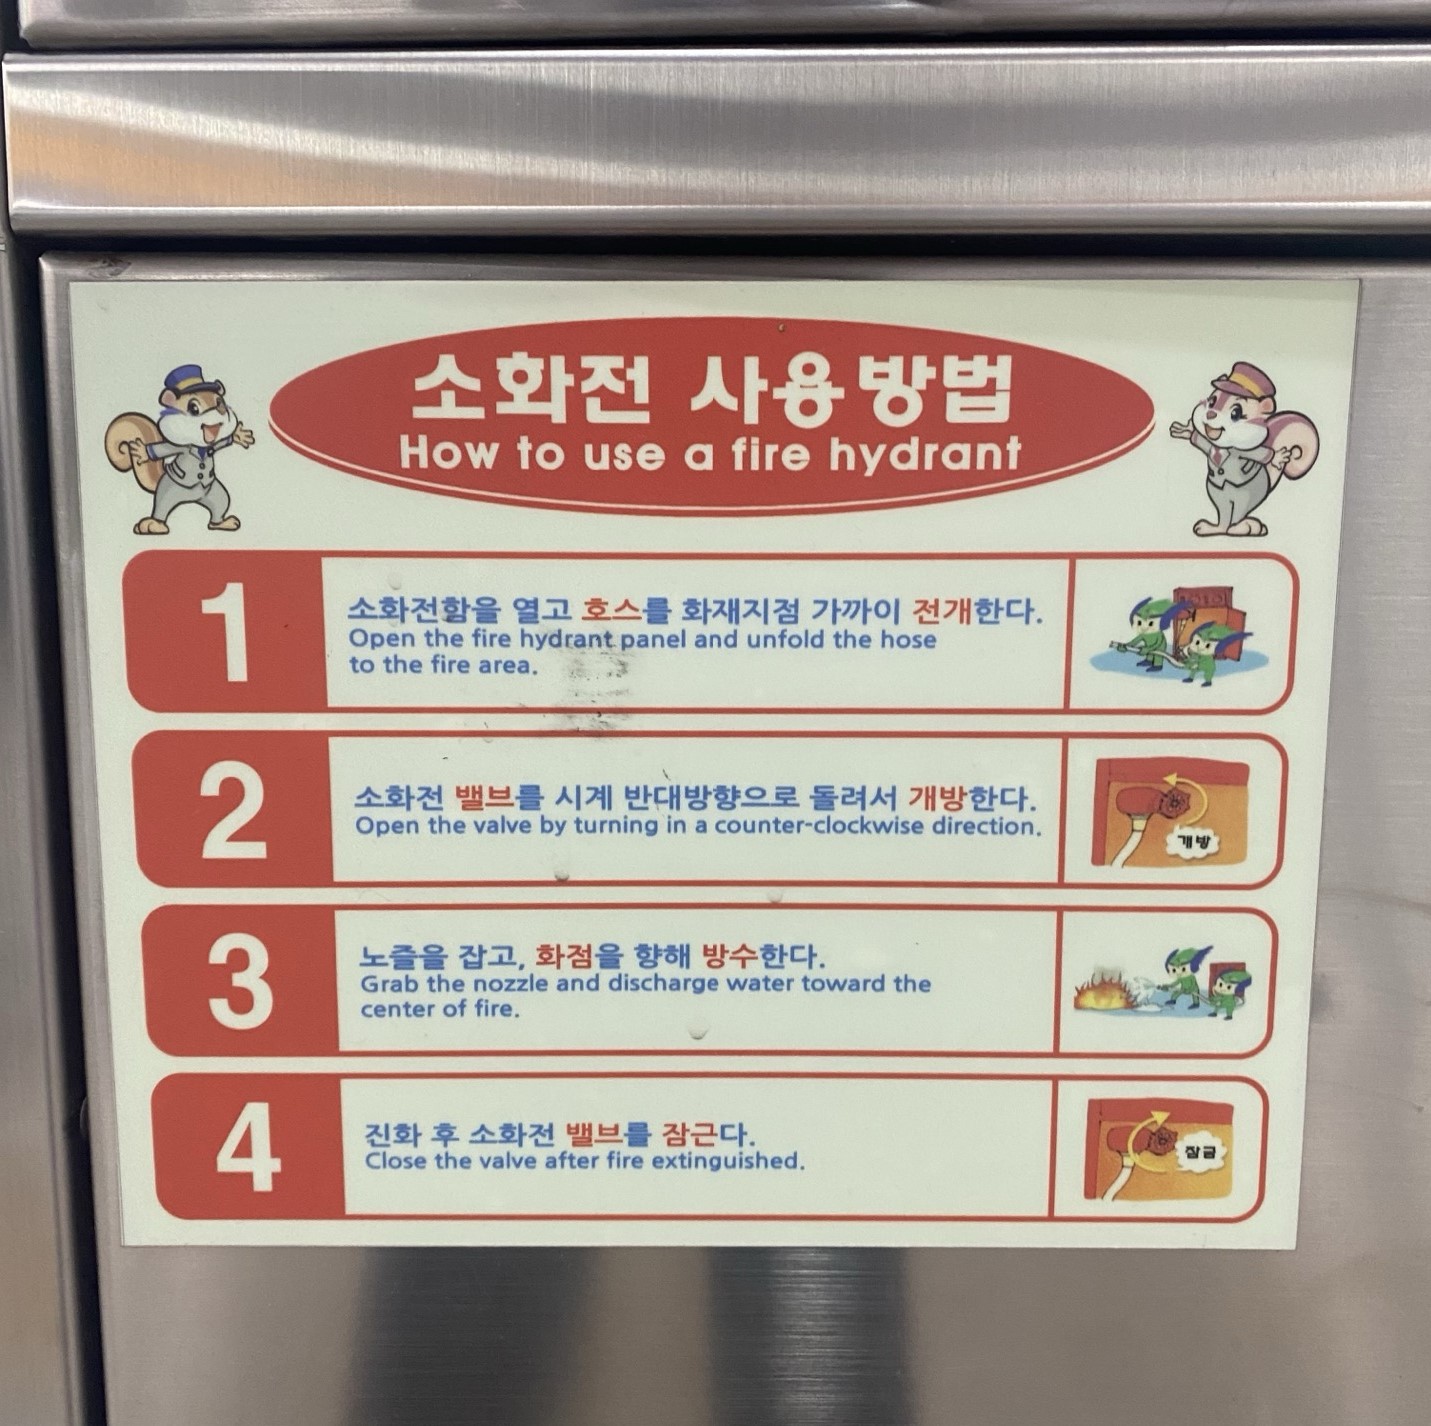 소화전 사용방법
How to use a fire hydrant
1
소화전함을 열고 호스를 화재지점 가까이 전개한다.
Open the fire hydrant panel and unfold the hose
to the fire area.
2
소화전 밸브를 시계 반대방향으로 돌려서 개방한다.
Open the valve by turning in a counter-clockwise direction.
개방
3
노즐을 잡고, 화점을 향해 방수한다.
Grab the nozzle and discharge water toward the
center of fire.
4
진화 후 소화전 밸브를 잠근다.
Close the valve after fire extinguished.
잠금